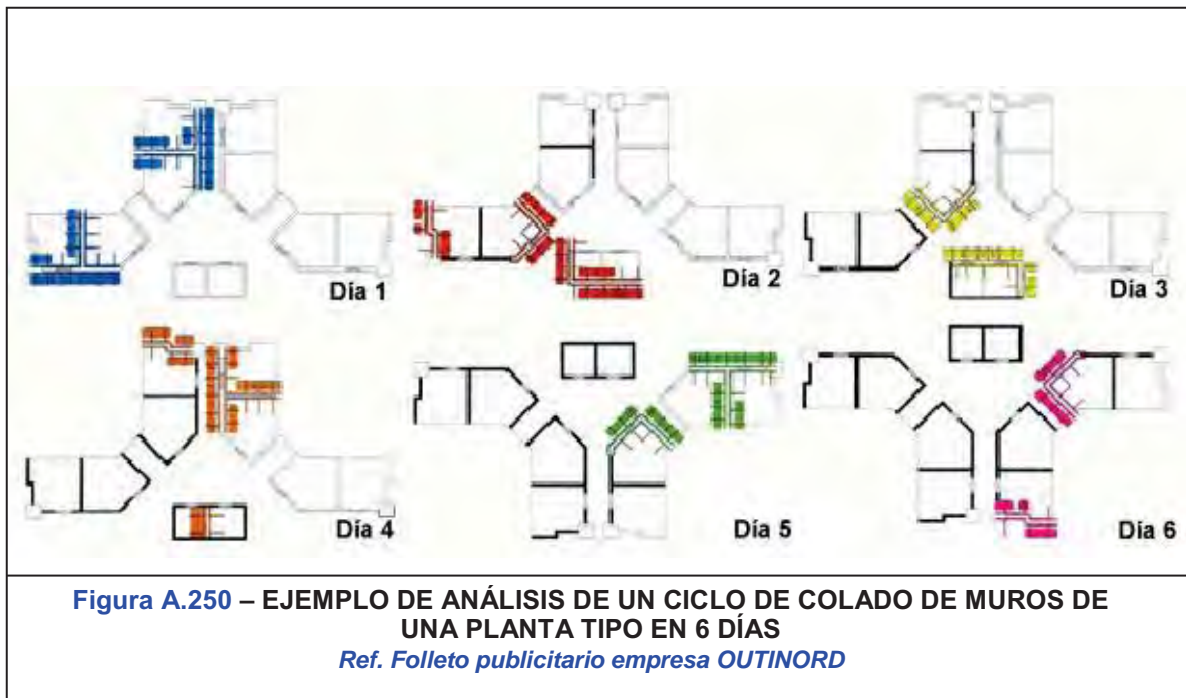 Día 1
Día 2
Día 3
Día 4
Día 5
Día 6
Figura A.250 – EJEMPLO DE ANÁLISIS DE UN CICLO DE COLADO DE MUROS DE
UNA PLANTA TIPO EN 6 DÍAS
Ref. Folleto publicitario empresa OUTINORD